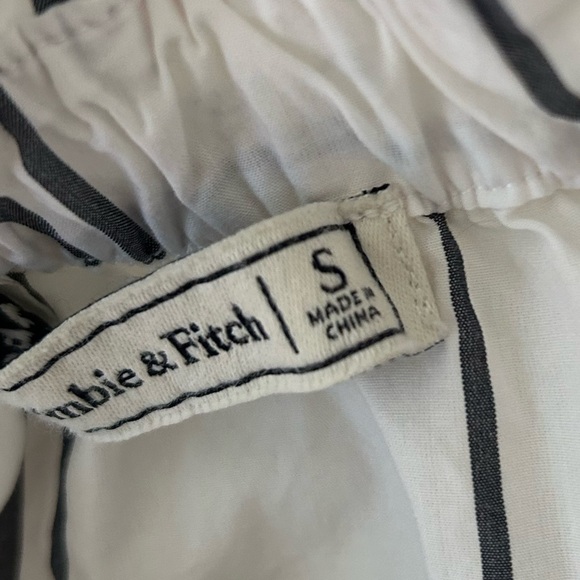 mbie & Fitch
S
MADE IN
CHINA